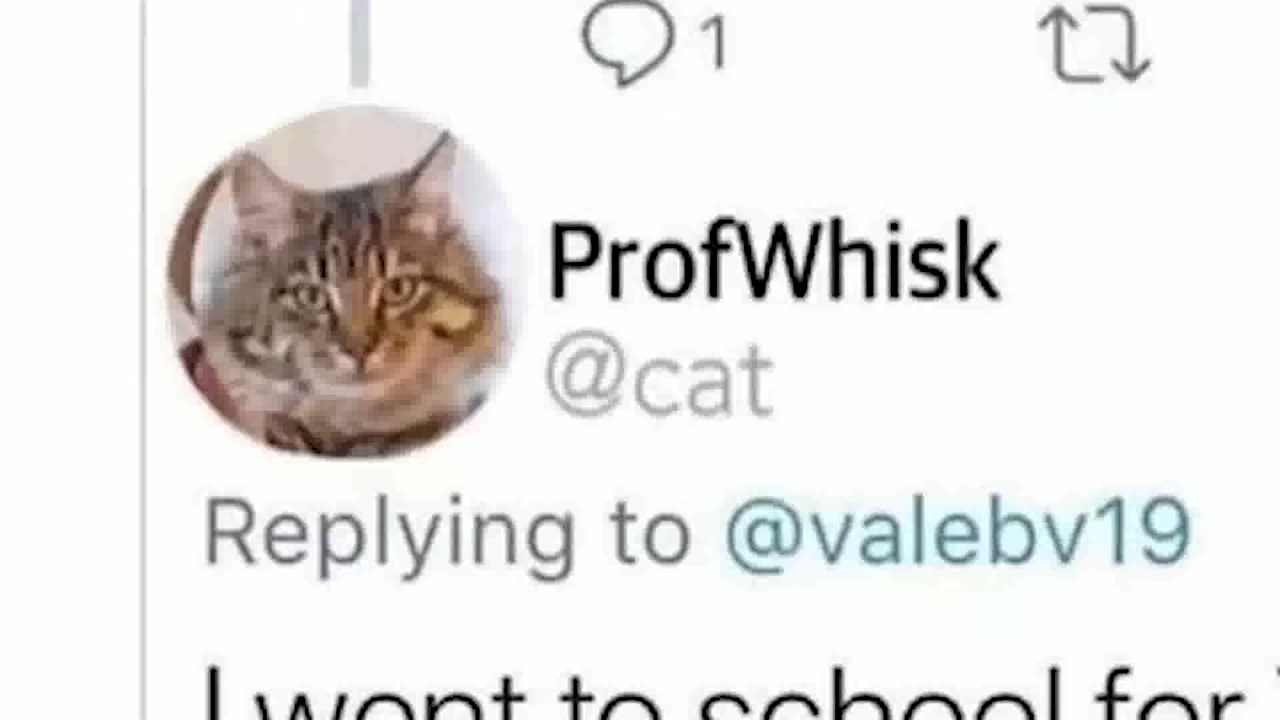 1
ProfWhisk
@cat
Replying to @valebv19
I went to school for